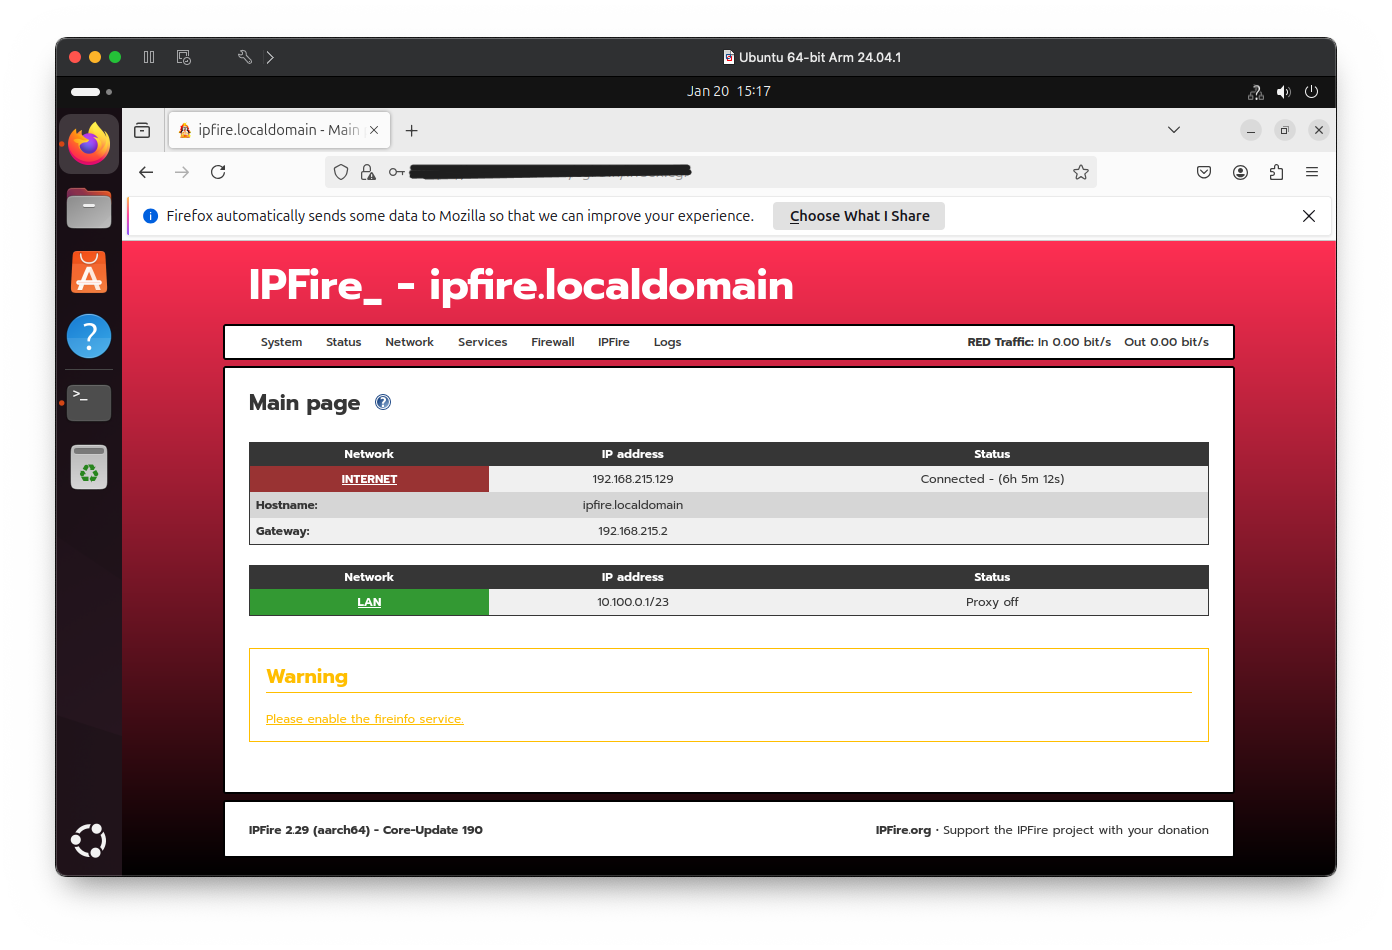 Ubuntu 64-bit Arm 24.04.1
Jan 20 15:17
ipfire.localdomain - Main
Firefox automatically sends some data to Mozilla so that we can improve your experience. Choose What I Share
IPFire_ - ipfire.localdomain
System Status Network Services Firewall IPFire Logs RED Traffic: In 0.00 bit/s Out 0.00 bit/s
Main page ?
Network IP address Status
INTERNET 192.168.215.129 Connected - (6h 5m 12s)
Hostname: ipfire.localdomain
Gateway: 192.168.215.2
Network IP address Status
LAN 10.100.0.1/23 Proxy off
Warning
Please enable the fireinfo service.
IPFire 2.29 (aarch64) - Core-Update 190 IPFire.org • Support the IPFire project with your donation